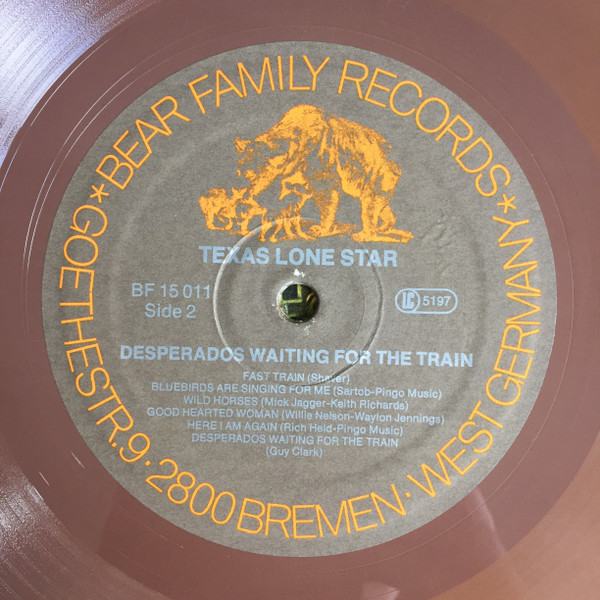 *BEAR FAMILY RECORDS*
GOETHESTR.9·2800 BREMEN·WEST GERMANY
TEXAS LONE STAR
BF 15 011
Side 2
LC 5197
DESPERADOS WAITING FOR THE TRAIN
FAST TRAIN (Shaver)
BLUEBIRDS ARE SINGING FOR ME (Sartob-Pingo Music)
WILD HORSES (Mick Jagger-Keith Richards)
GOOD HEARTED WOMAN (Willie Nelson-Waylon Jennings)
HERE I AM AGAIN (Rich Heid-Pingo Music)
DESPERADOS WAITING FOR THE TRAIN
(Guy Clark)